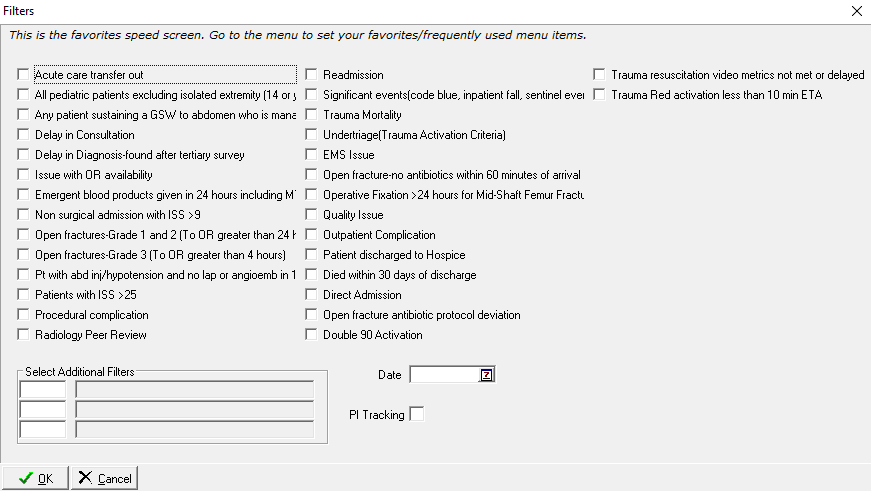 Filters
This is the favorites speed screen. Go to the menu to set your favorites/frequently used menu items.
Acute care transfer out
All pediatric patients excluding isolated extremity (14 or y
Any patient sustaining a GSW to abdomen who is mana
Delay in Consultation
Delay in Diagnosis-found after tertiary survey
Issue with OR availability
Emergent blood products given in 24 hours including MT
Non surgical admission with ISS >9
Open fractures-Grade 1 and 2 (To OR greater than 24 h
Open fractures-Grade 3 (To OR greater than 4 hours)
Pt with abd inj/hypotension and no lap or angioemb in 1
Patients with ISS >25
Procedural complication
Radiology Peer Review
Readmission
Significant events(code blue, inpatient fall, sentinel ever
Trauma Mortality
Undertriage(Trauma Activation Criteria)
EMS Issue
Open fracture-no antibiotics within 60 minutes of arrival
Operative Fixation >24 hours for Mid-Shaft Femur Fractu
Quality Issue
Outpatient Complication
Patient discharged to Hospice
Died within 30 days of discharge
Direct Admission
Open fracture antibiotic protocol deviation
Double 90 Activation
Trauma resuscitation video metrics not met or delayed
Trauma Red activation less than 10 min ETA
Select Additional Filters
Date
PI Tracking
OK
Cancel